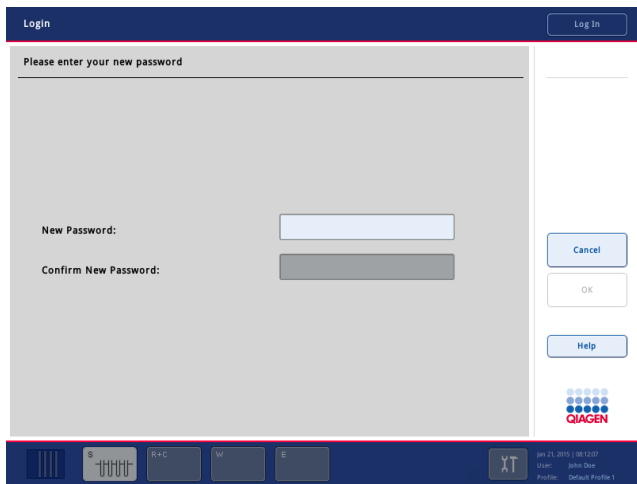 Login
Log In
Please enter your new password
New Password:
Confirm New Password:
Cancel
OK
Help
QIAGEN
S
R+C
W
E
Jan 21, 2015 | 08:12:07
User: John Doe
Profile: Default Profile 1